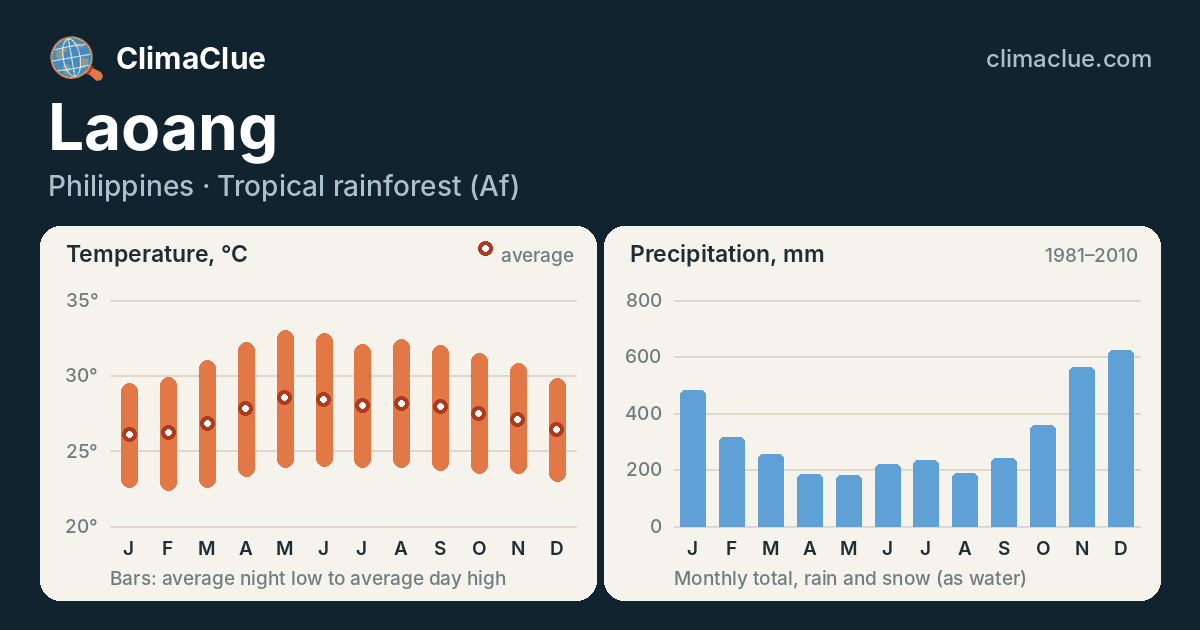 ClimaClue
climaclue.com
Laoang
Philippines · Tropical rainforest (Af)
Temperature, °C
average
35°
30°
25°
20°
J F M A M J J A S O N D
Bars: average night low to average day high
Precipitation, mm
1981–2010
800
600
400
200
0
J F M A M J J A S O N D
Monthly total, rain and snow (as water)